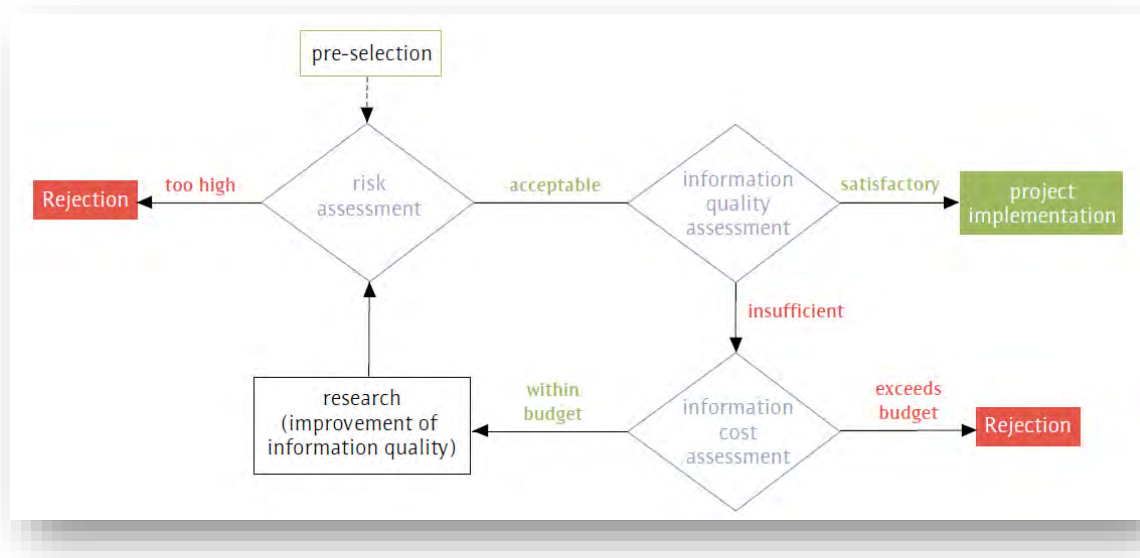 pre-selection
Rejection
too high
risk
assessment
acceptable
information
quality
assessment
satisfactory
project
implementation
insufficient
research
(improvement of
information quality)
within
budget
information
cost
assessment
exceeds
budget
Rejection